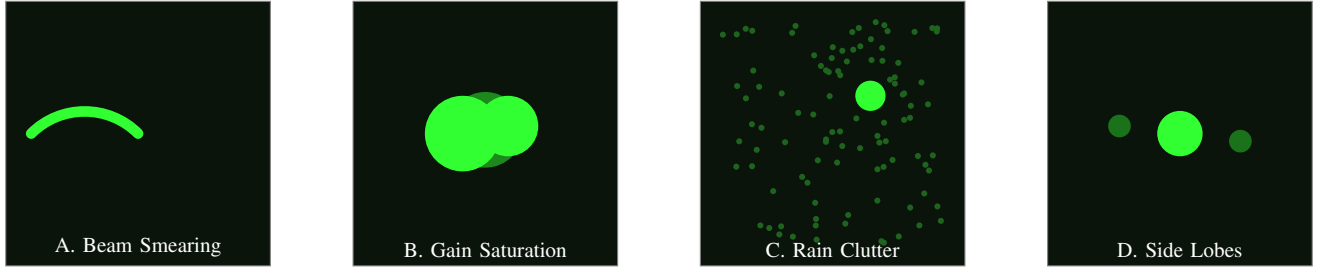 A. Beam Smearing
B. Gain Saturation
C. Rain Clutter
D. Side Lobes